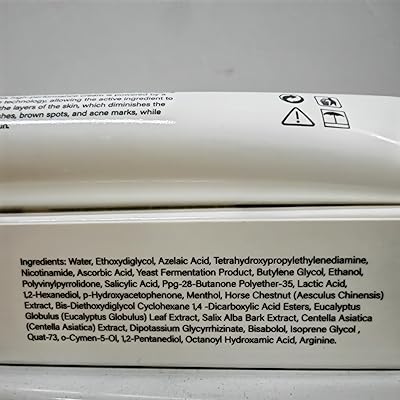 high-performance cream is powered by a
technology, allowing the active ingredient to
the layers of the skin, which diminishes the
brown spots, and acne marks, while
Ingredients: Water, Ethoxydiglycol, Azelaic Acid, Tetrahydroxypropylethylenediamine,
Nicotinamide, Ascorbic Acid, Yeast Fermentation Product, Butylene Glycol, Ethanol,
Polyvinylpyrrolidone, Salicylic Acid, Ppg-28-Butanone Polyether-35, Lactic Acid,
1,2-Hexanediol, p-Hydroxyacetophenone, Menthol, Horse Chestnut (Aesculus Chinensis)
Extract, Bis-Diethoxydiglycol Cyclohexane 1,4 -Dicarboxylic Acid Esters, Eucalyptus
Globulus (Eucalyptus Globulus) Leaf Extract, Salix Alba Bark Extract, Centella Asiatica
(Centella Asiatica) Extract, Dipotassium Glycyrrhizinate, Bisabolol, Isoprene Glycol ,
Quat-73, o-Cymen-5-Ol, 1,2-Pentanediol, Octanoyl Hydroxamic Acid, Arginine.